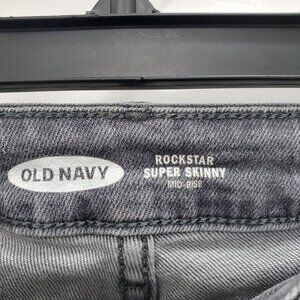 OLD NAVY
ROCKSTAR
SUPER SKINNY
MID-RISE